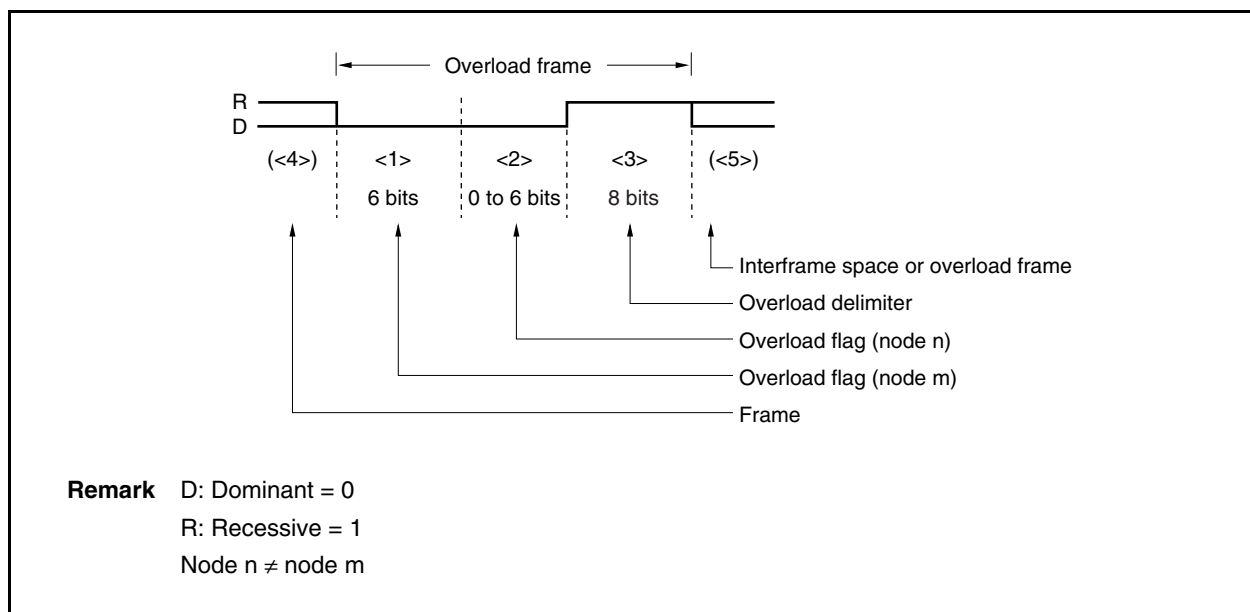 Overload frame
R
D
(<4>) <1> <2> <3> (<5>)
6 bits 0 to 6 bits 8 bits
Interframe space or overload frame
Overload delimiter
Overload flag (node n)
Overload flag (node m)
Frame
Remark D: Dominant = 0
R: Recessive = 1
Node n ≠ node m